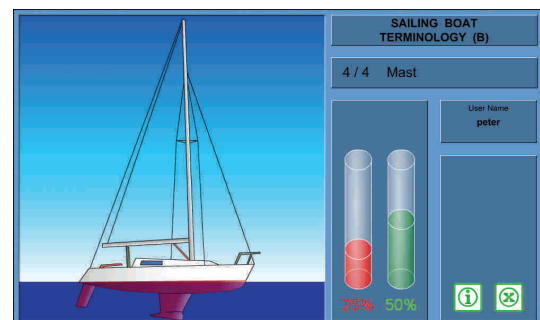 SAILING BOAT
TERMINOLOGY (B)
4 / 4 Mast
User Name
peter
25%
50%